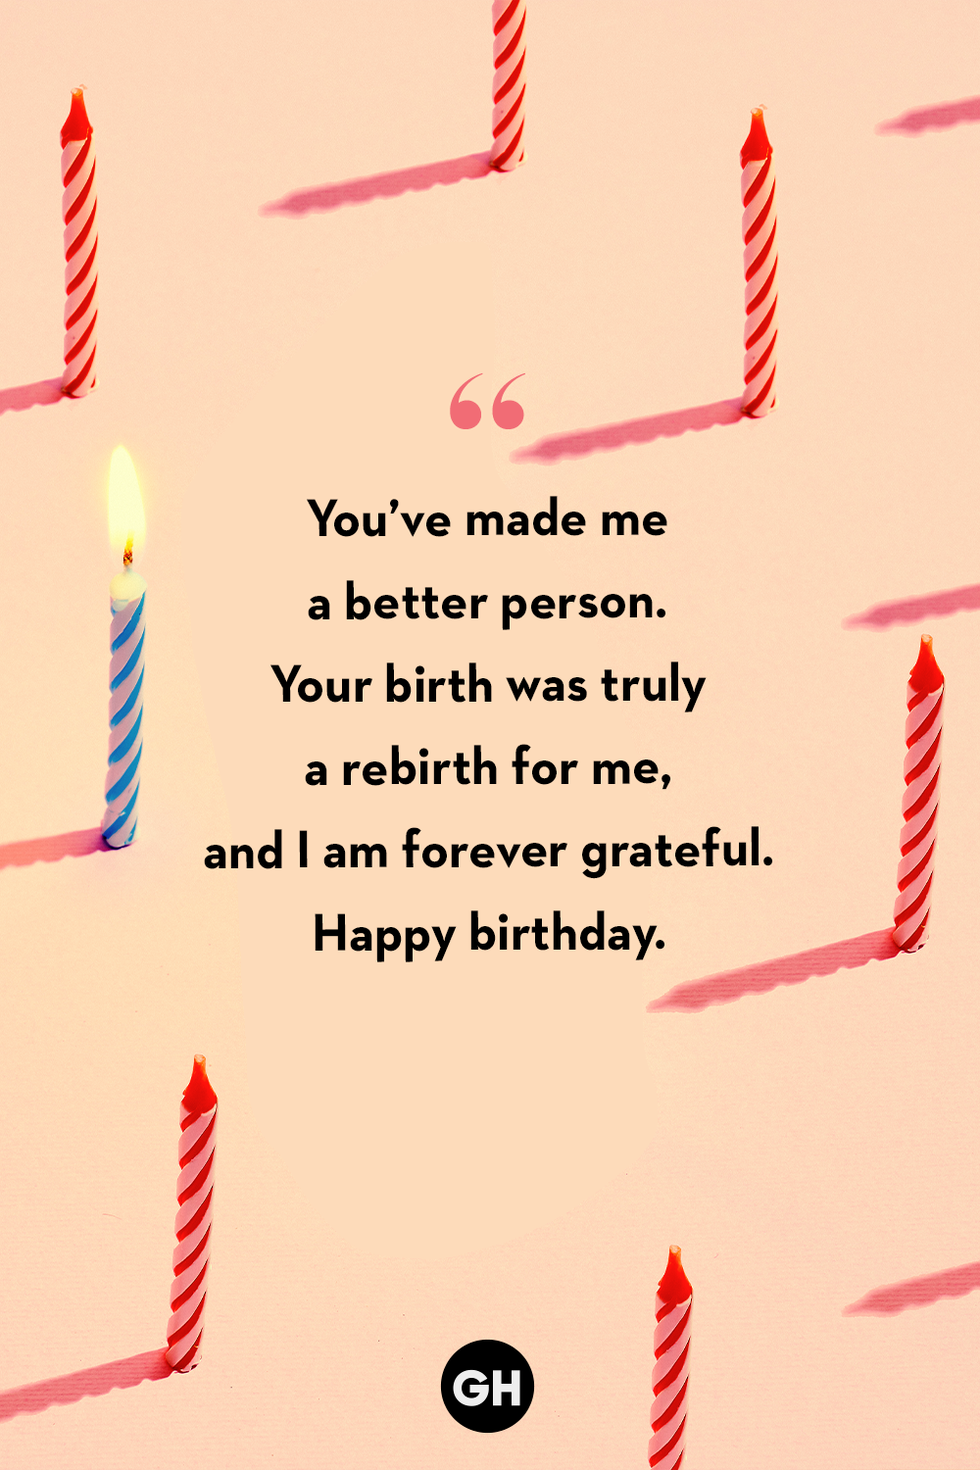 “
You’ve made me
a better person.
Your birth was truly
a rebirth for me,
and I am forever grateful.
Happy birthday.
GH